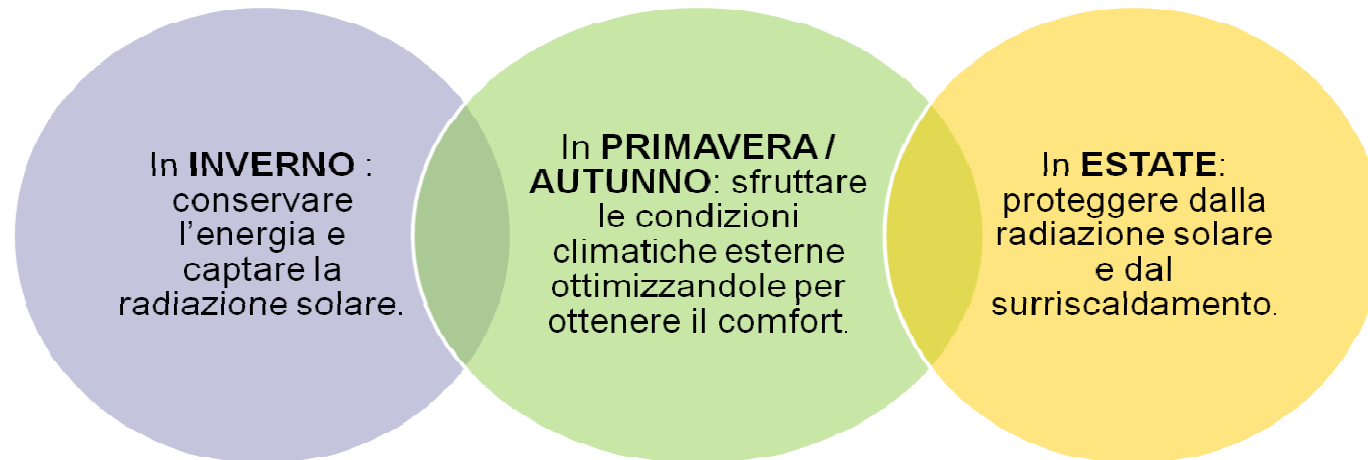 In INVERNO :
conservare
l'energia e
captare la
radiazione solare.
In PRIMAVERA /
AUTUNNO: sfruttare
le condizioni
climatiche esterne
ottimizzandole per
ottenere il comfort.
In ESTATE:
proteggere dalla
radiazione solare
e dal
surriscaldamento.